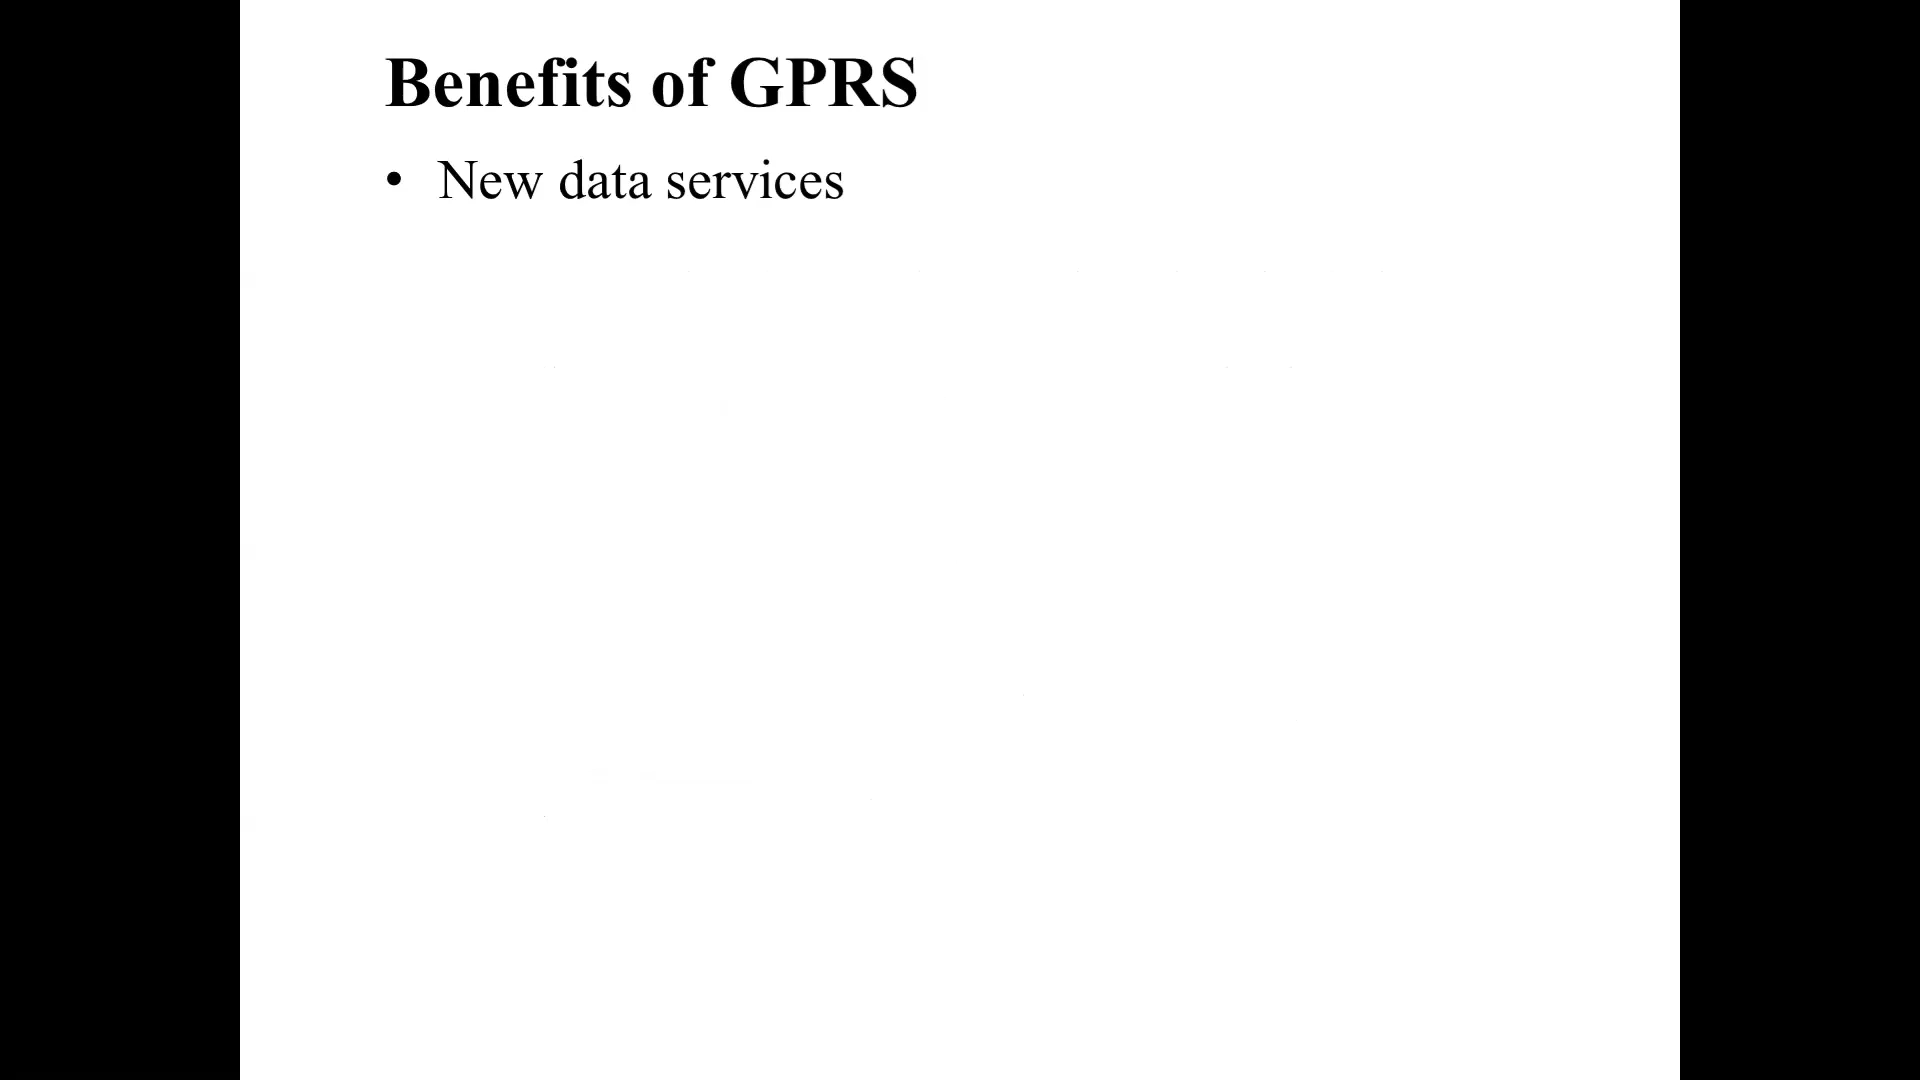 Benefits of GPRS
• New data services